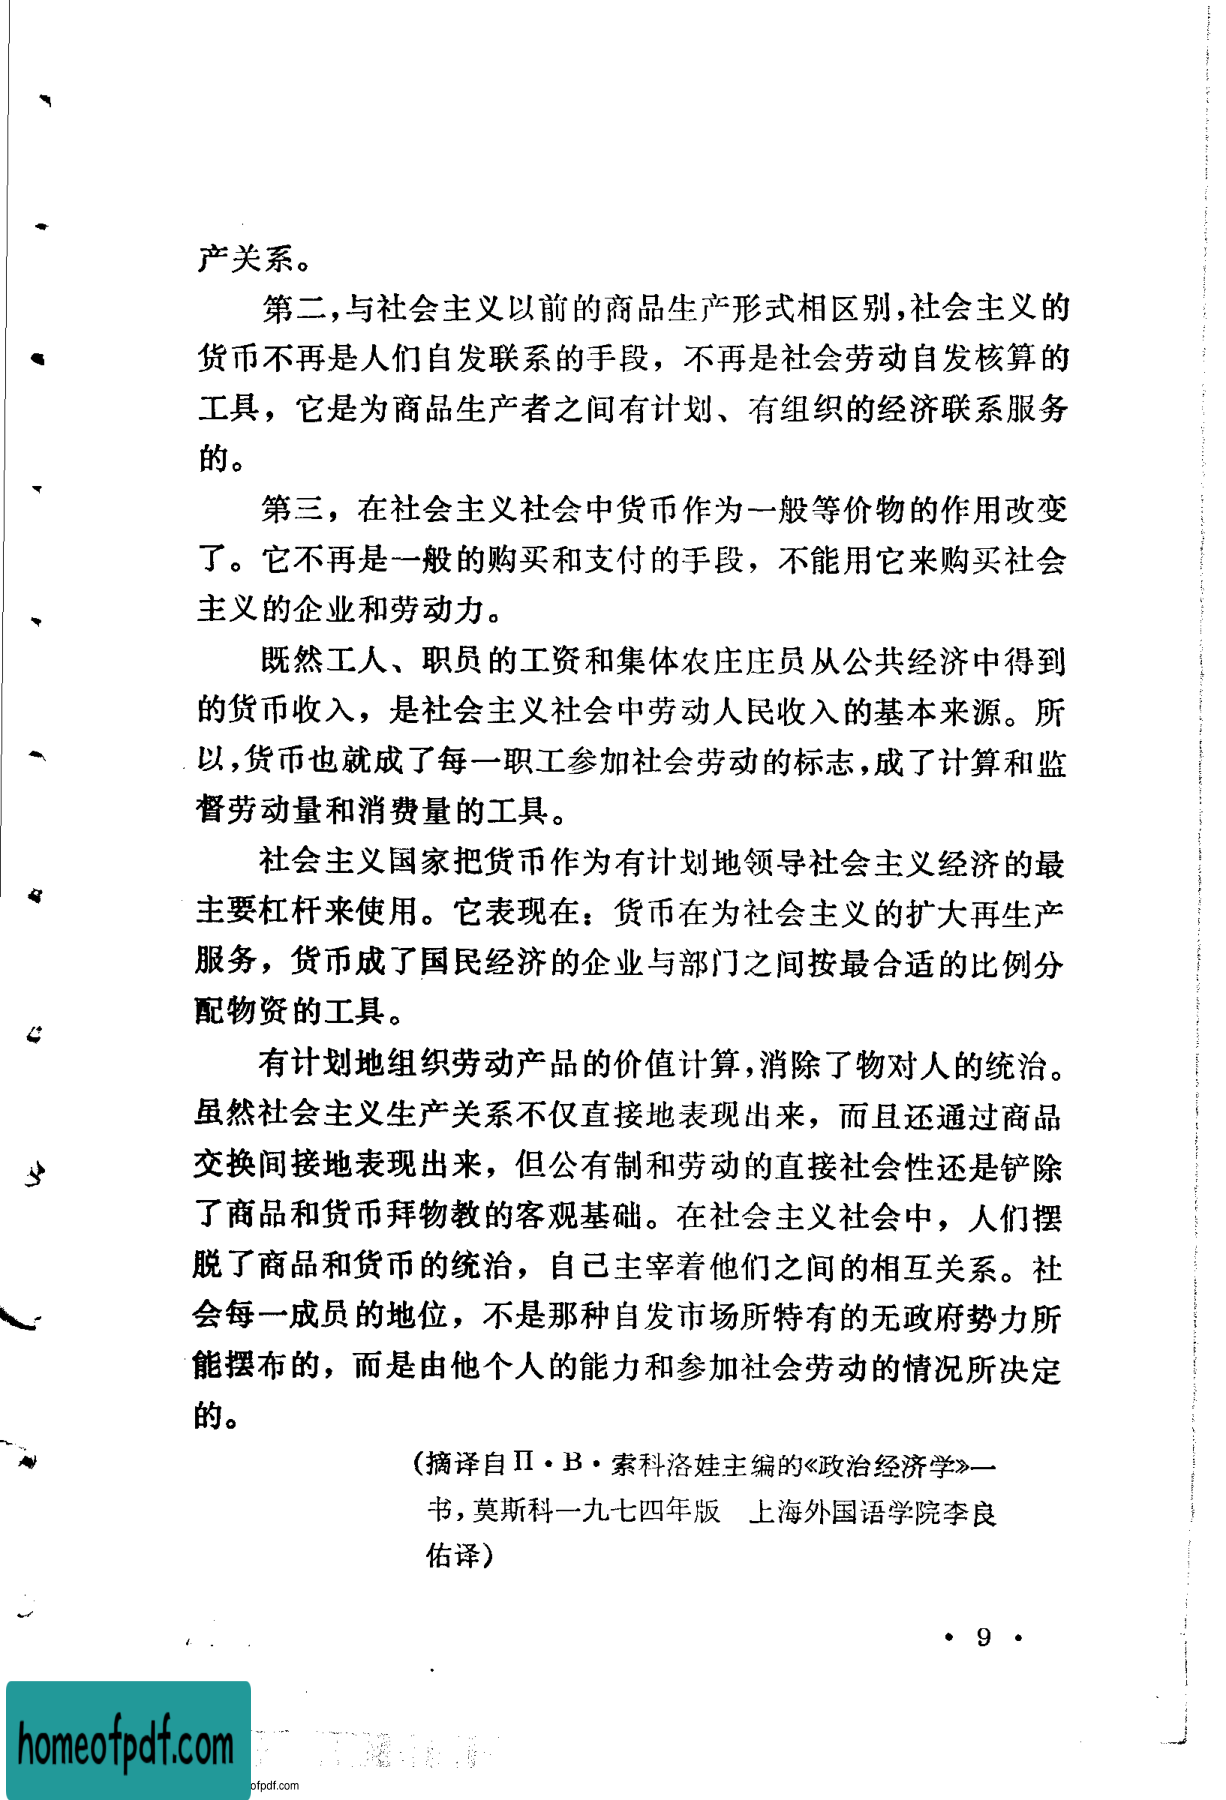 产关系。
第二，与社会主义以前的商品生产形式相区别，社会主义的
货币不再是人们自发联系的手段，不再是社会劳动自发核算的
工具，它是为商品生产者之间有计划、有组织的经济联系服务
的。
第三，在社会主义社会中货币作为一般等价物的作用改变
了。它不再是一般的购买和支付的手段，不能用它来购买社会
主义的企业和劳动力。
既然工人、职员的工资和集体农庄庄员从公共经济中得到
的货币收入，是社会主义社会中劳动人民收入的基本来源。所
以，货币也就成了每一职工参加社会劳动的标志，成了计算和监
督劳动量和消费量的工具。
社会主义国家把货币作为有计划地领导社会主义经济的最
主要杠杆来使用。它表现在：货币在为社会主义的扩大再生产
服务，货币成了国民经济的企业与部门之间按最合适的比例分
配物资的工具。
有计划地组织劳动产品的价值计算，消除了物对人的统治。
虽然社会主义生产关系不仅直接地表现出来，而且还通过商品
交换间接地表现出来，但公有制和劳动的直接社会性还是铲除
了商品和货币拜物教的客观基础。在社会主义社会中，人们摆
脱了商品和货币的统治，自己主宰着他们之间的相互关系。社
会每一成员的地位，不是那种自发市场所特有的无政府势力所
能摆布的，而是由他个人的能力和参加社会劳动的情况所决定
的。
（摘译自П·В·索科洛娃主编的《政治经济学》一
书，莫斯科一九七四年版　上海外国语学院李良
佑译）
· 9 ·
homeofpdf.com
ofpdf.com